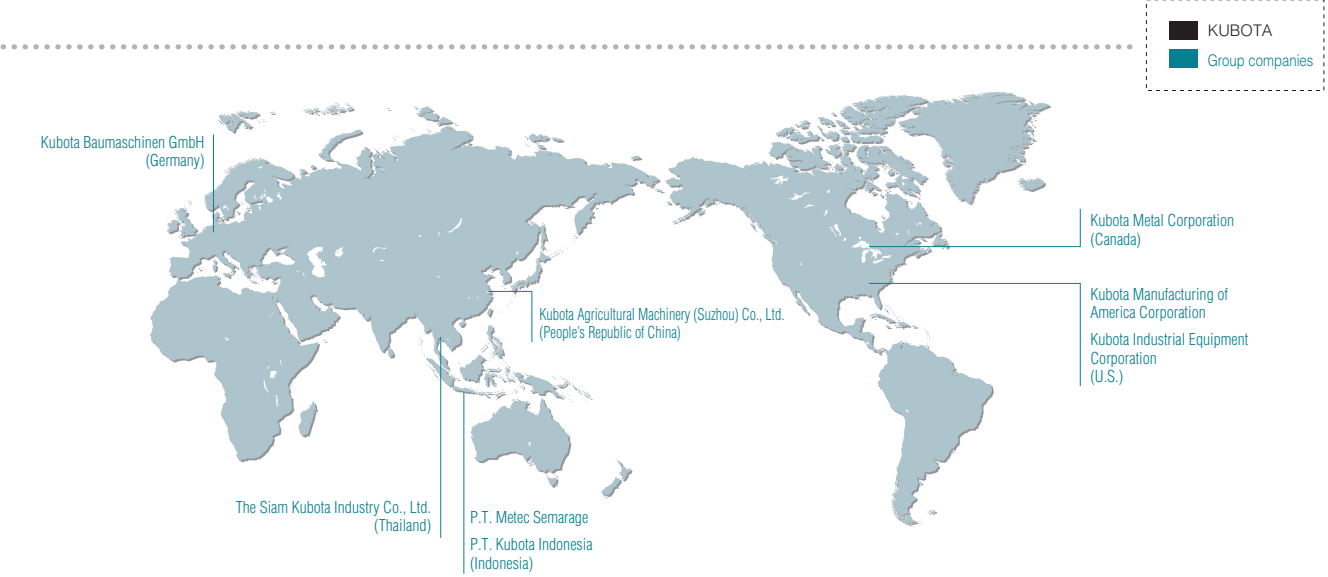 KUBOTA
Group companies
Kubota Baumaschinen GmbH
(Germany)
Kubota Metal Corporation
(Canada)
Kubota Agricultural Machinery (Suzhou) Co., Ltd.
(People's Republic of China)
Kubota Manufacturing of
America Corporation
Kubota Industrial Equipment
Corporation
(U.S.)
The Siam Kubota Industry Co., Ltd.
(Thailand)
P.T. Metec Semarage
P.T. Kubota Indonesia
(Indonesia)